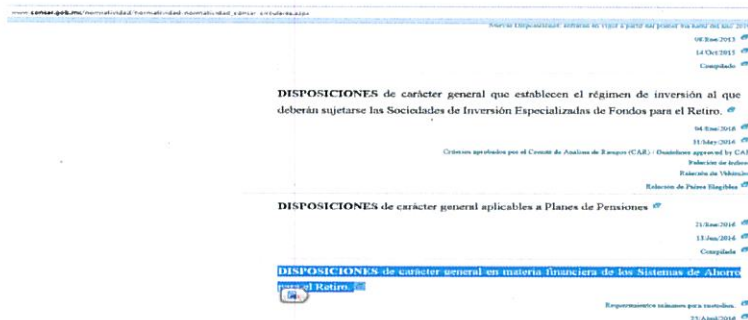 www.consar.gob.mx/normatividad/normatividad-normatividad_consar-circulares.aspx
04/Ene/2013
14/Oct/2015
Compilado
DISPOSICIONES de carácter general que establecen el régimen de inversión al que
deberán sujetarse las Sociedades de Inversión Especializadas de Fondos para el Retiro.
04/Ene/2016
31/May/2016
Criterios aprobados por el Comité de Análisis de Riesgos (CAR) - Guidelines approved by CAR
Relación de Índices
Relación de Vehículos
Relación de Países Elegibles
DISPOSICIONES de carácter general aplicables a Planes de Pensiones
21/Ene/2016
13/Jun/2016
Compilado
DISPOSICIONES de carácter general en materia financiera de los Sistemas de Ahorro
para el Retiro.
Requerimientos mínimos para custodios.